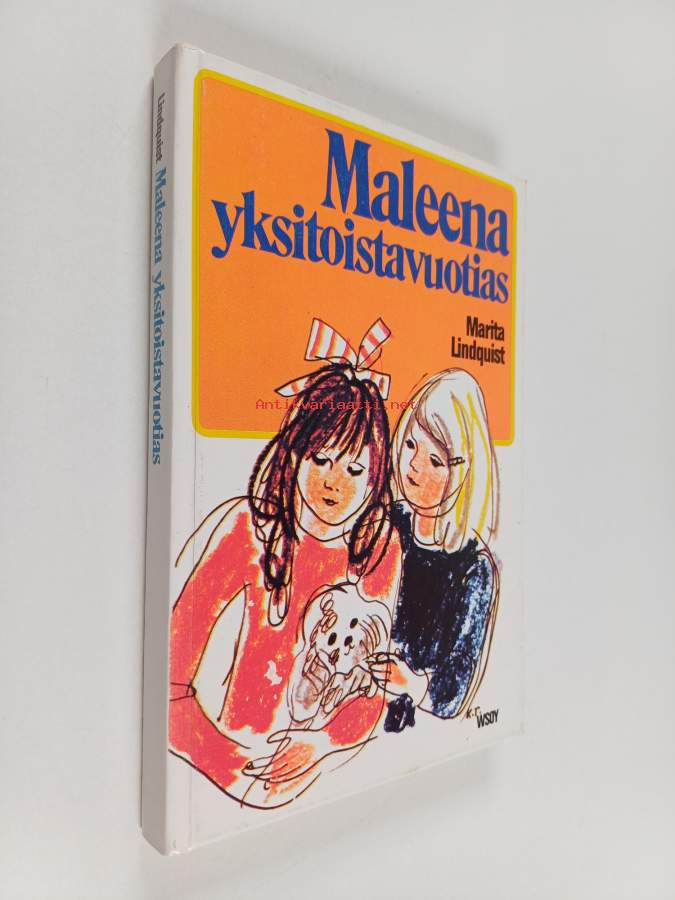 Lindquist Maleena yksitoistavuotias
Maleena
yksitoistavuotias
Marita
Lindquist
Antikvariaatti.net
K.T.
WSOY